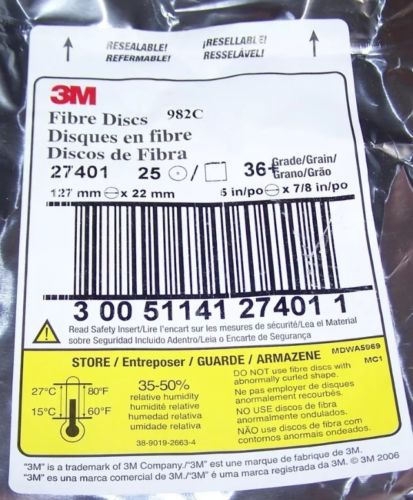 RESEALABLE!
REFERMABLE!
¡RESELLABLE!
RESSELÁVEL!
3M
Fibre Discs 982C
Disques en fibre
Discos de Fibra
27401 25 / 36+ Grade/Grain/
Grano/Grão
127 mm x 22 mm 5 in/po x 7/8 in/po
3 00 51141 27401 1
Read Safety Insert/Lire l'encart sur les mesures de sécurité/Lea el Material
sobre Seguridad Incluido Adentro/Leia o Encarte de Segurança
STORE / Entreposer / GUARDE / ARMAZENE
MDW/A5969
MC1
27°C 80°F
15°C 60°F
35-50%
relative humidity
humidité relative
humedad relativa
umidade relativa
38-9019-2663-4
DO NOT use fibre discs with
abnormally curled shape.
Ne pas employer de disques
anormalement recourbés.
NO USE discos de fibra
anormalmente ondulados.
NÃO use discos de fibra com
contornos anormais ondeados.
"3M" is a trademark of 3M Company./"3M" est une marque de fabrique de 3M.
"3M" es una marca comercial de 3M./"3M" é uma marca registrada da 3M. © 3M 2006